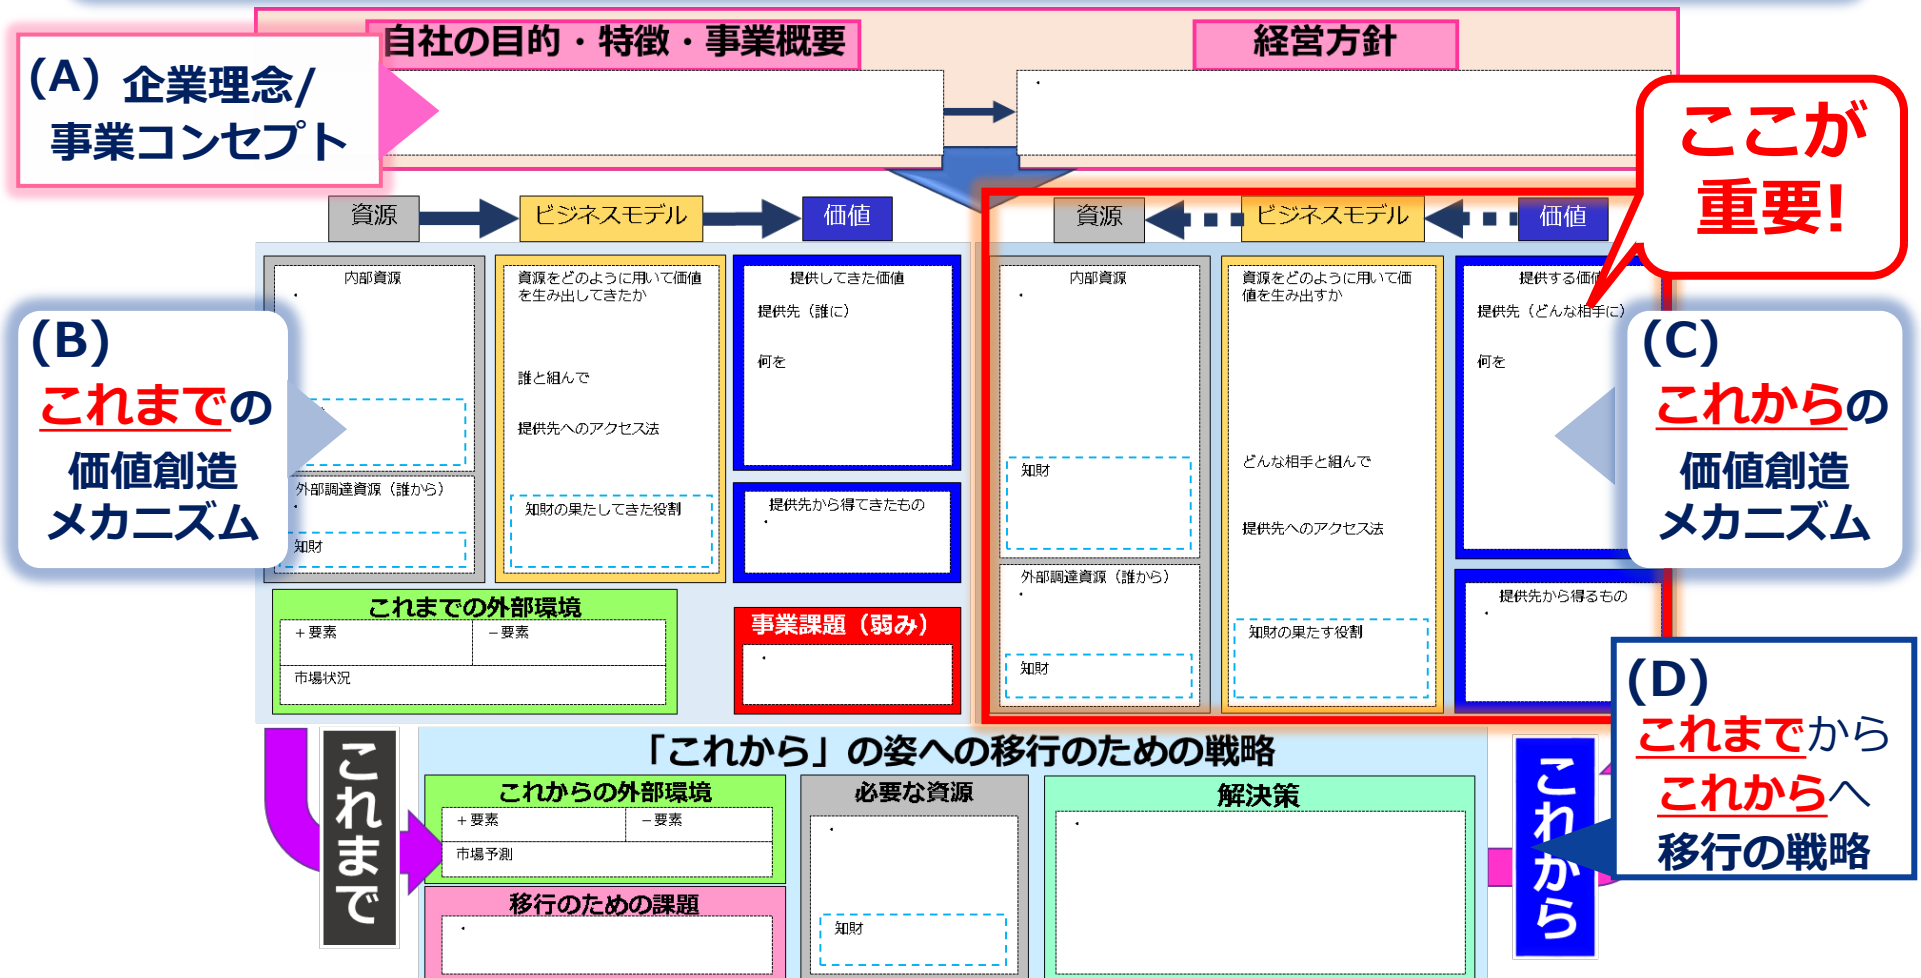 自社の目的・特徴・事業概要
経営方針
(A) 企業理念/
事業コンセプト
ここが
重要!
資源
ビジネスモデル
価値
資源
ビジネスモデル
価値
(B)
これまでの
価値創造
メカニズム
内部資源
外部調達資源（誰から）
知財
資源をどのように用いて価値
を生み出してきたか
誰と組んで
提供先へのアクセス法
知財の果たしてきた役割
提供してきた価値
提供先（誰に）
何を
提供先から得てきたもの
これまでの外部環境
＋要素
－要素
市場状況
事業課題（弱み）
内部資源
知財
外部調達資源（誰から）
知財
資源をどのように用いて価
値を生み出すか
どんな相手と組んで
提供先へのアクセス法
知財の果たす役割
提供する価値
提供先（どんな相手に）
何を
提供先から得るもの
(C)
これからの
価値創造
メカニズム
これまで
「これから」の姿への移行のための戦略
これからの外部環境
＋要素
－要素
市場予測
移行のための課題
必要な資源
知財
解決策
これから
(D)
これまでから
これからへ
移行の戦略